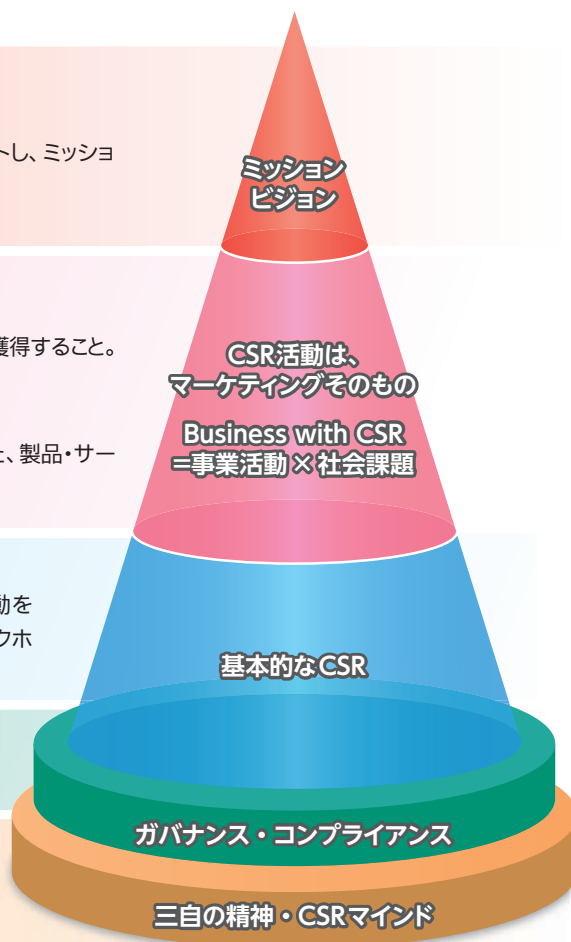 トし、ミッショ
ミッション
ビジョン
獲得すること。
CSR活動は、
マーケティングそのもの
Business with CSR
=事業活動×社会課題
、製品・サー
動を
クホ
基本的なCSR
ガバナンス・コンプライアンス
三自の精神・CSRマインド